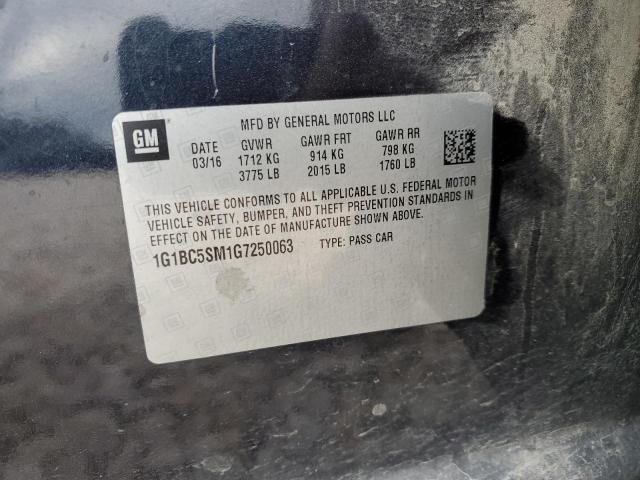 GM
MFD BY GENERAL MOTORS LLC
DATE GVWR GAWR FRT GAWR RR
03/16 1712 KG 914 KG 798 KG
3775 LB 2015 LB 1760 LB
THIS VEHICLE CONFORMS TO ALL APPLICABLE U.S. FEDERAL MOTOR
VEHICLE SAFETY, BUMPER, AND THEFT PREVENTION STANDARDS IN
EFFECT ON THE DATE OF MANUFACTURE SHOWN ABOVE.
1G1BC5SM1G7250063 TYPE: PASS CAR